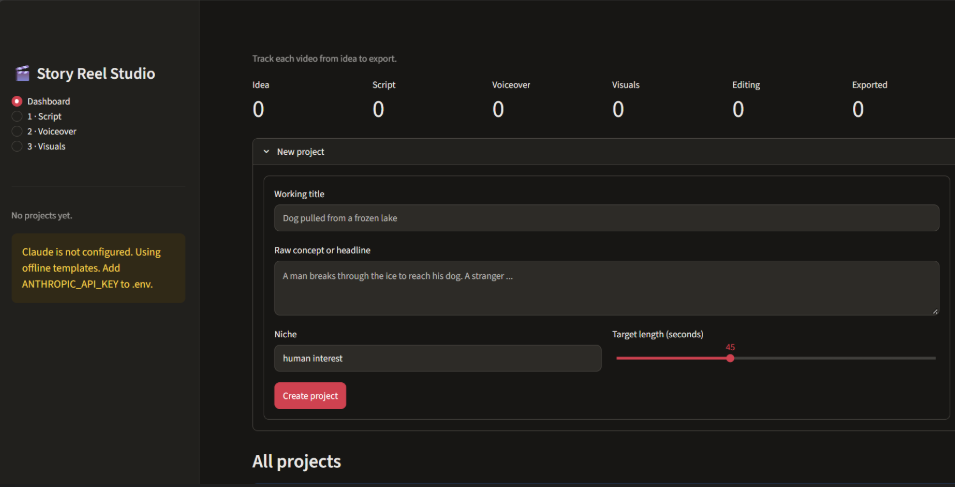 Story Reel Studio
Dashboard
1 · Script
2 · Voiceover
3 · Visuals
No projects yet.
Claude is not configured. Using
offline templates. Add
ANTHROPIC_API_KEY to .env.
Track each video from idea to export.
Idea Script Voiceover Visuals Editing Exported
0 0 0 0 0 0
New project
Working title
Dog pulled from a frozen lake
Raw concept or headline
A man breaks through the ice to reach his dog. A stranger ...
Niche Target length (seconds)
45
human interest
Create project
All projects